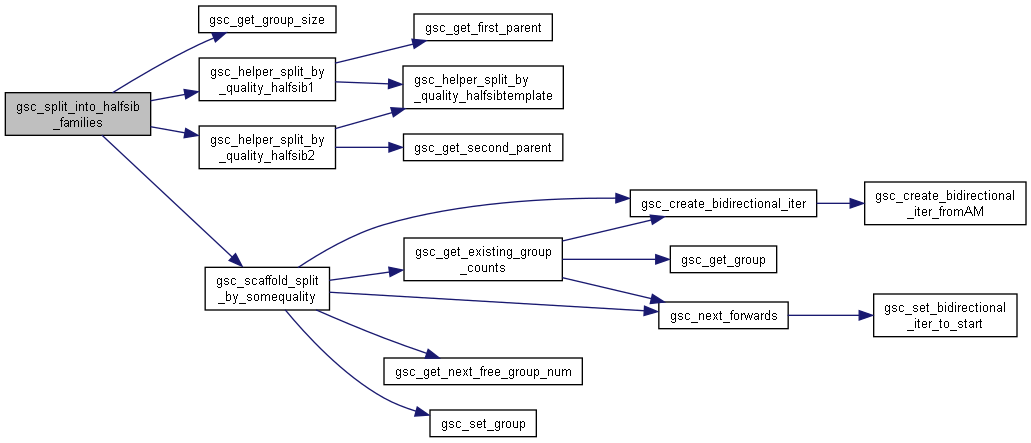 gsc_split_into_halfsib
_families
gsc_get_group_size
gsc_helper_split_by
_quality_halfsib1
gsc_helper_split_by
_quality_halfsib2
gsc_scaffold_split
_by_somequality
gsc_get_first_parent
gsc_helper_split_by
_quality_halfsibtemplate
gsc_get_second_parent
gsc_get_existing_group
_counts
gsc_get_next_free_group_num
gsc_set_group
gsc_create_bidirectional_iter
gsc_get_group
gsc_next_forwards
gsc_create_bidirectional
_iter_fromAM
gsc_set_bidirectional
_iter_to_start